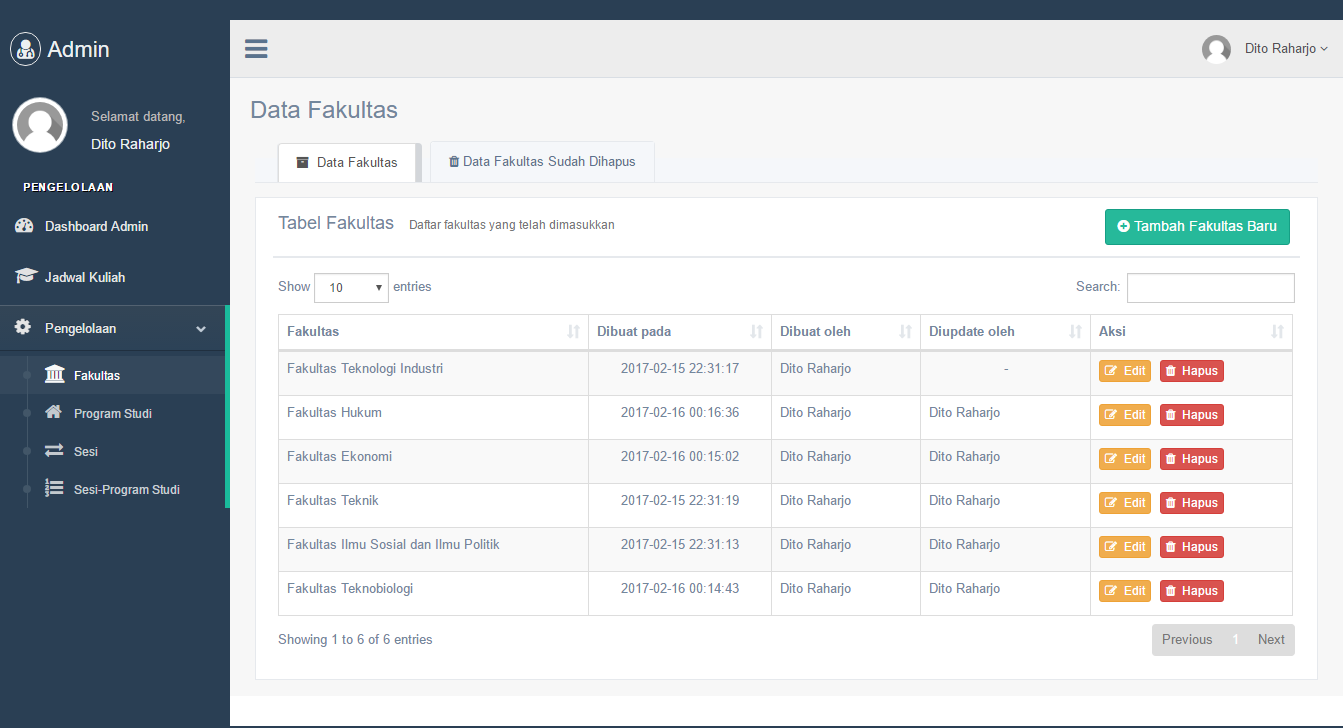 Admin
Dito Raharjo
Selamat datang,
Dito Raharjo
PENGELOLAAN
Dashboard Admin
Jadwal Kuliah
Pengelolaan
Fakultas
Program Studi
Sesi
Sesi-Program Studi
Data Fakultas
Data Fakultas Data Fakultas Sudah Dihapus
Tabel Fakultas Daftar fakultas yang telah dimasukkan Tambah Fakultas Baru
Show 10 entries Search:
Fakultas Dibuat pada Dibuat oleh Diupdate oleh Aksi
Fakultas Teknologi Industri 2017-02-15 22:31:17 Dito Raharjo - Edit Hapus
Fakultas Hukum 2017-02-16 00:16:36 Dito Raharjo Dito Raharjo Edit Hapus
Fakultas Ekonomi 2017-02-16 00:15:02 Dito Raharjo Dito Raharjo Edit Hapus
Fakultas Teknik 2017-02-15 22:31:19 Dito Raharjo Dito Raharjo Edit Hapus
Fakultas Ilmu Sosial dan Ilmu Politik 2017-02-15 22:31:13 Dito Raharjo Dito Raharjo Edit Hapus
Fakultas Teknobiologi 2017-02-16 00:14:43 Dito Raharjo Dito Raharjo Edit Hapus
Showing 1 to 6 of 6 entries Previous 1 Next